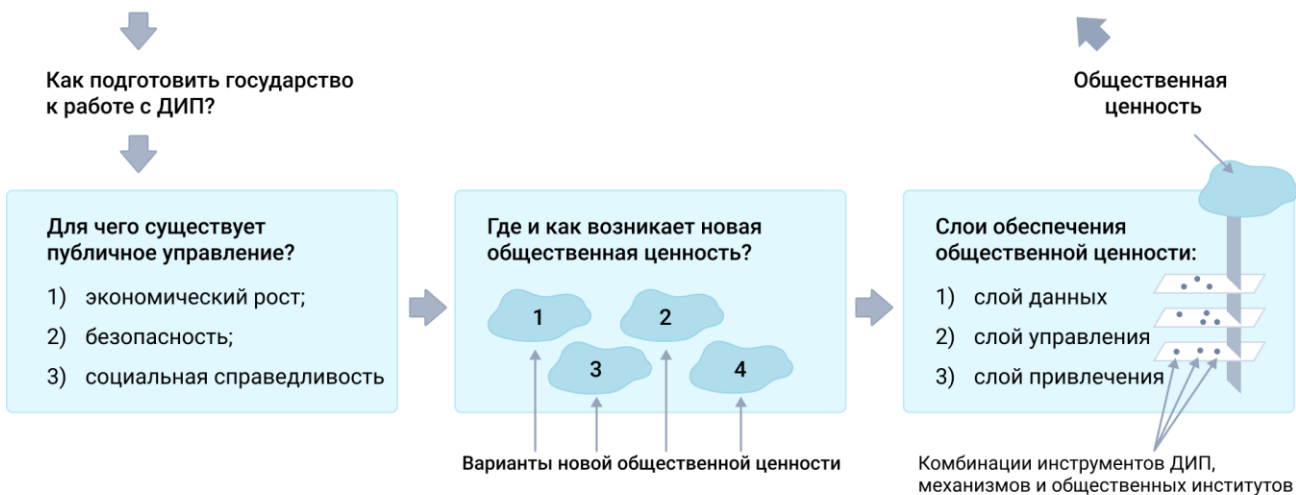 Как подготовить государство
к работе с ДИП?
Общественная
ценность
Для чего существует
публичное управление?
1) экономический рост;
2) безопасность;
3) социальная справедливость
Где и как возникает новая
общественная ценность?
1
2
3
4
Варианты новой общественной ценности
Слои обеспечения
общественной ценности:
1) слой данных
2) слой управления
3) слой привлечения
Комбинации инструментов ДИП,
механизмов и общественных институтов